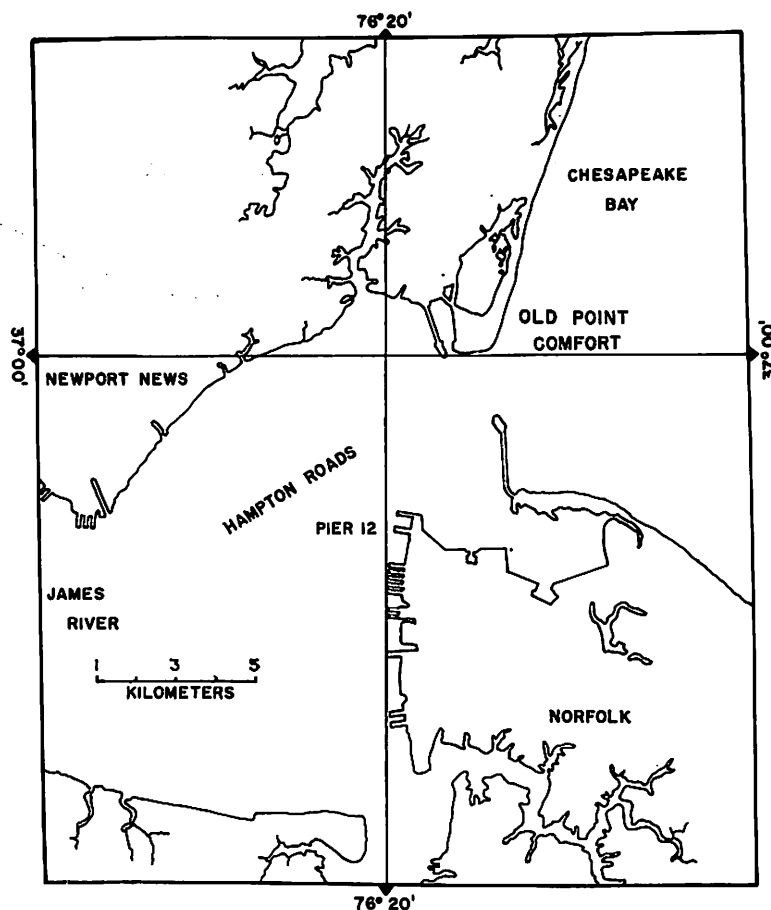 76° 20'
CHESAPEAKE
BAY
OLD POINT
COMFORT
37° 00'
37° 00'
NEWPORT NEWS
HAMPTON ROADS
PIER 12
JAMES
RIVER
1 3 5
KILOMETERS
NORFOLK
76° 20'